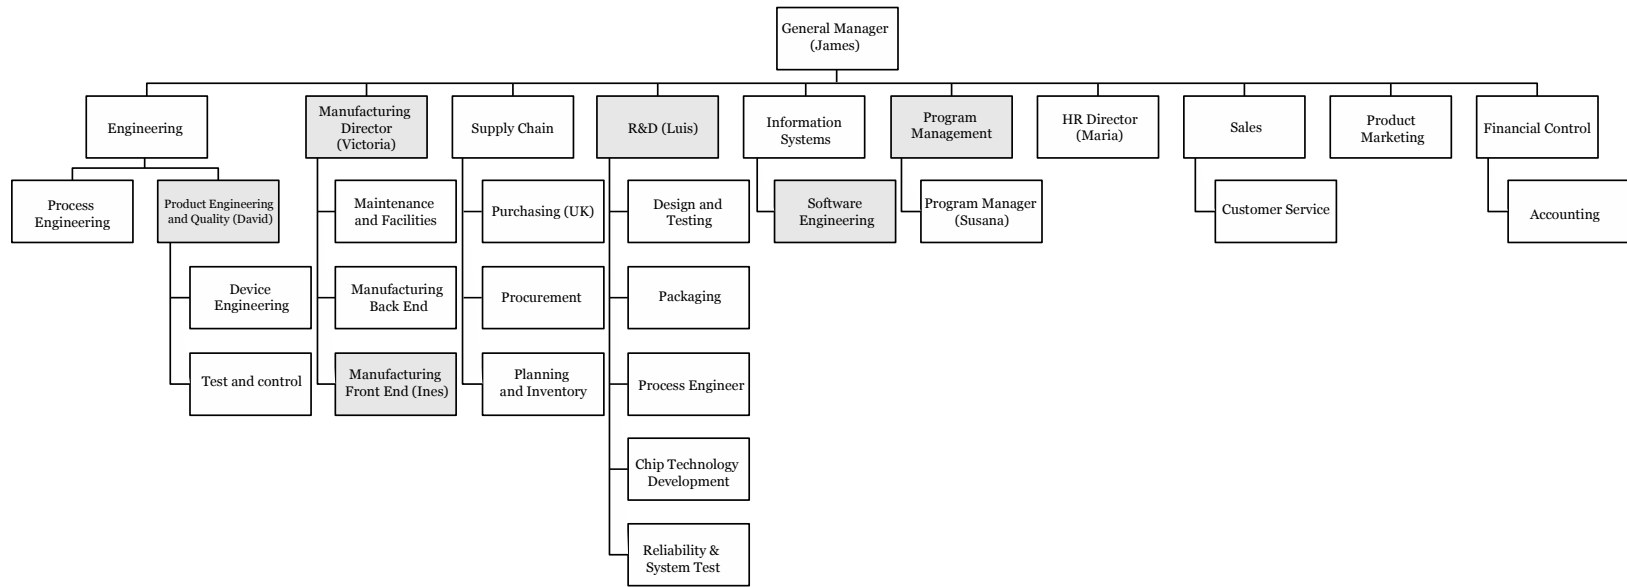 General Manager
(James)
Engineering
Manufacturing
Director
(Victoria)
Supply Chain
R&D (Luis)
Information
Systems
Program
Management
HR Director
(Maria)
Sales
Product
Marketing
Financial Control
Process
Engineering
Product Engineering
and Quality (David)
Maintenance
and Facilities
Purchasing (UK)
Design and
Testing
Software
Engineering
Program Manager
(Susana)
Customer Service
Accounting
Device
Engineering
Manufacturing
Back End
Procurement
Packaging
Test and control
Manufacturing
Front End (Ines)
Planning
and Inventory
Process Engineer
Chip Technology
Development
Reliability &
System Test